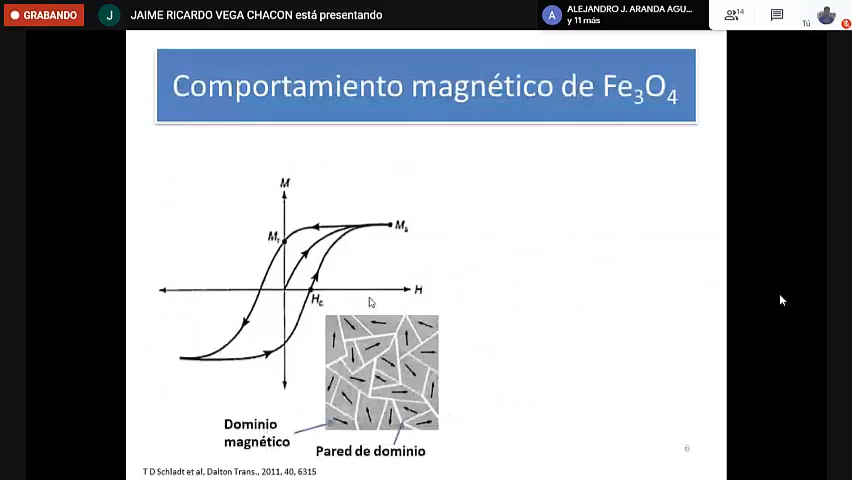 GRABANDO
J JAIME RICARDO VEGA CHACON está presentando
A ALEJANDRO J. ARANDA AGU...
y 11 más
14
Tú
Comportamiento magnético de Fe₃O₄
M
Mr
Ms
H
Hc
Dominio
magnético
Pared de dominio
6
T D Schladt et al, Dalton Trans., 2011, 40, 6315